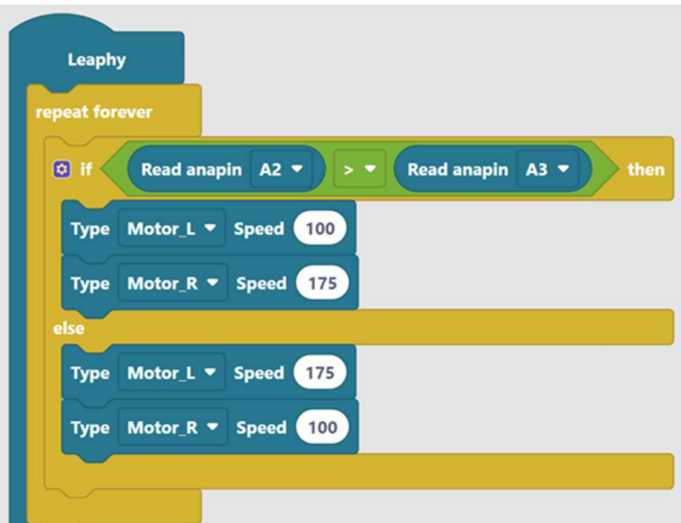 Leaphy
repeat forever
if Read anapin A2 > Read anapin A3 then
Type Motor_L Speed 100
Type Motor_R Speed 175
else
Type Motor_L Speed 175
Type Motor_R Speed 100